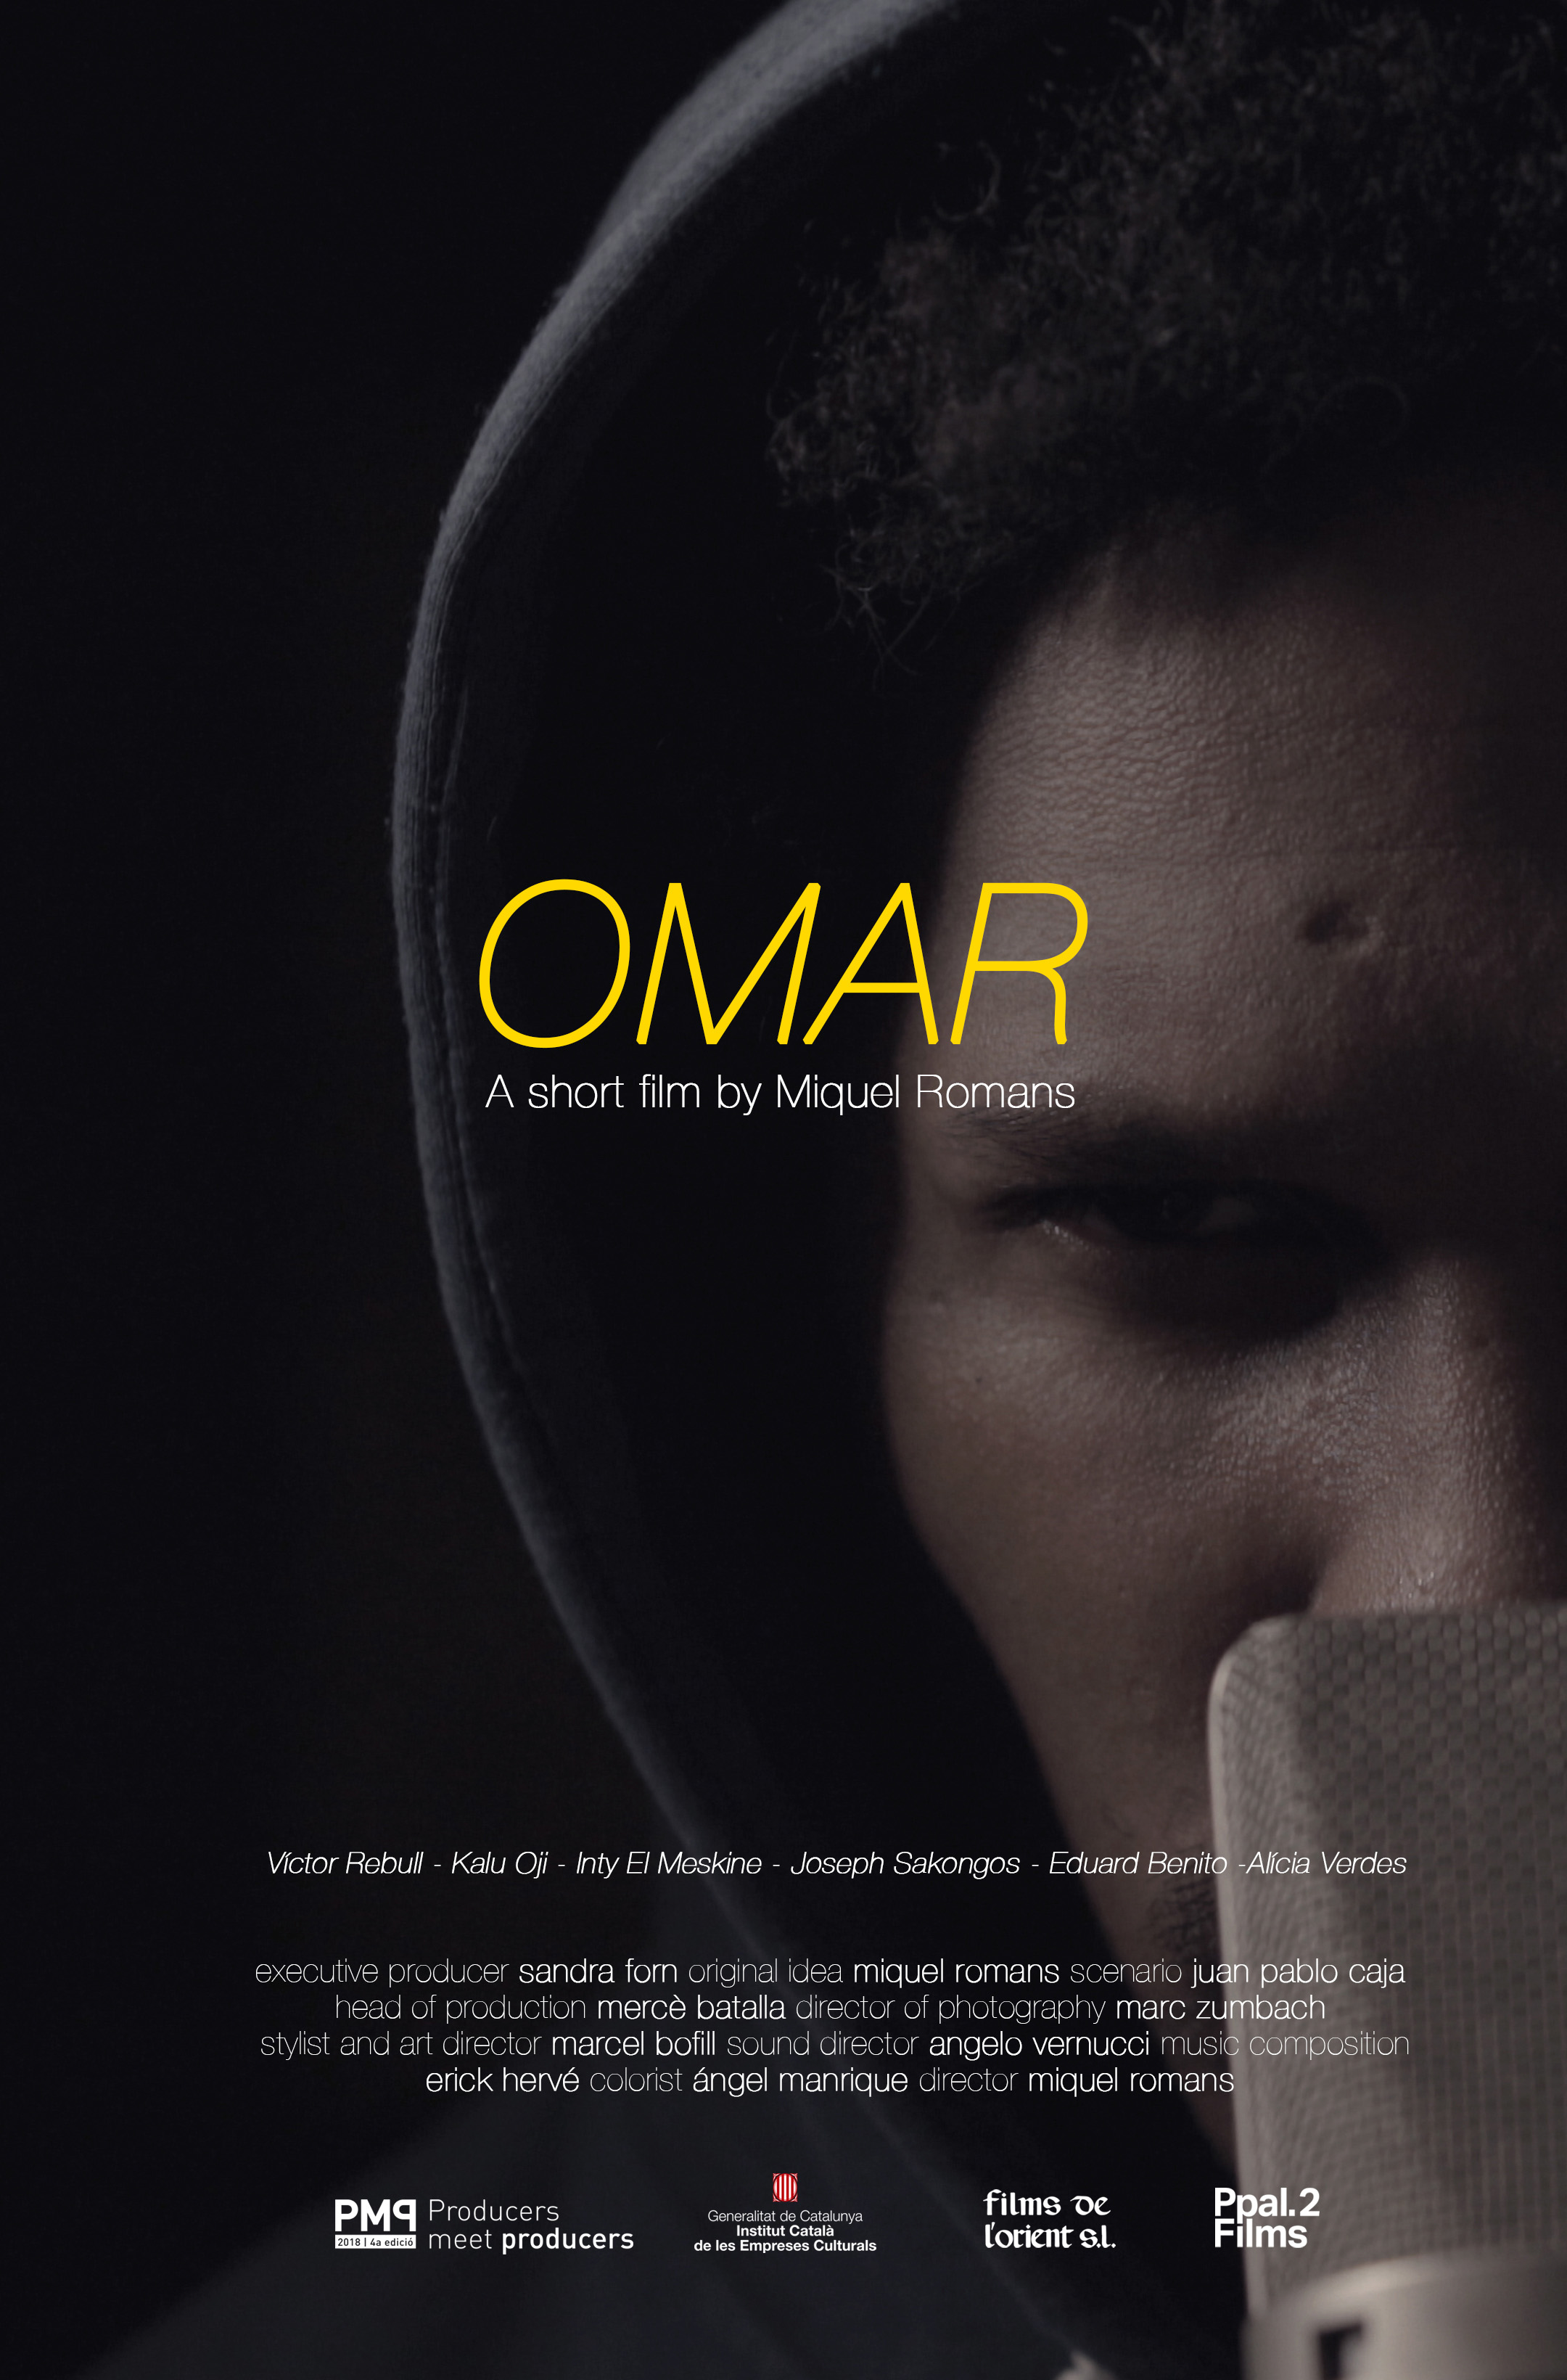 OMAR
A short film by Miquel Romans
Víctor Rebull - Kalu Oji - Inty El Meskine - Joseph Sakongos - Eduard Benito -Alícia Verdes
executive producer sandra forn original idea miquel romans scenario juan pablo caja
head of production mercè batalla director of photography marc zumbach
stylist and art director marcel bofill sound director angelo vernucci music composition
erick hervé colorist ángel manrique director miquel romans
PMP
2018 | 4a edició
Producers
meet producers
Generalitat de Catalunya
Institut Català
de les Empreses Culturals
films de
l'orient s.l.
Ppal.2
Films